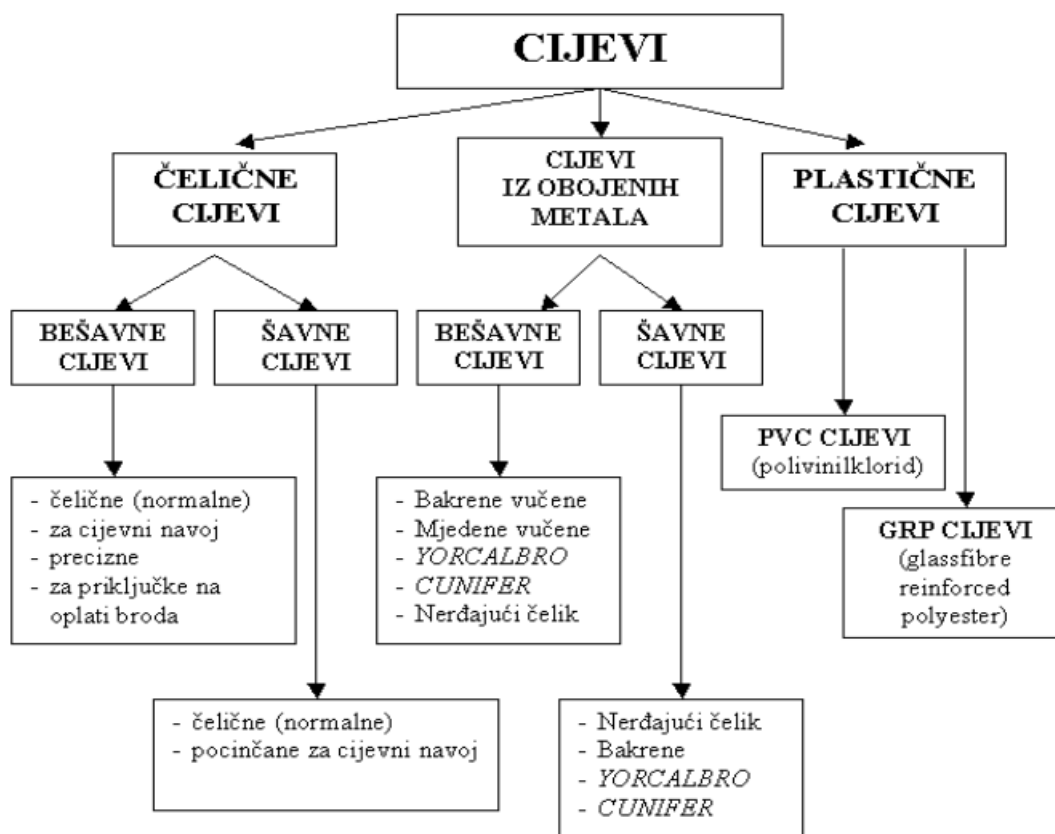 CIJEVI
ČELIČNE
CIJEVI
CIJEVI
IZ OBOJENIH
METALA
PLASTIČNE
CIJEVI
BEŠAVNE
CIJEVI
ŠAVNE
CIJEVI
BEŠAVNE
CIJEVI
ŠAVNE
CIJEVI
PVC CIJEVI
(polivinilklorid)
- čelične (normalne)
- za cijevni navoj
- precizne
- za priključke na
oplati broda
- Bakrene vučene
- Mjedene vučene
- YORCALBRO
- CUNIFER
- Nerđajući čelik
GRP CIJEVI
(glassfibre
reinforced
polyester)
- čelične (normalne)
- pocinčane za cijevni navoj
- Nerđajući čelik
- Bakrene
- YORCALBRO
- CUNIFER